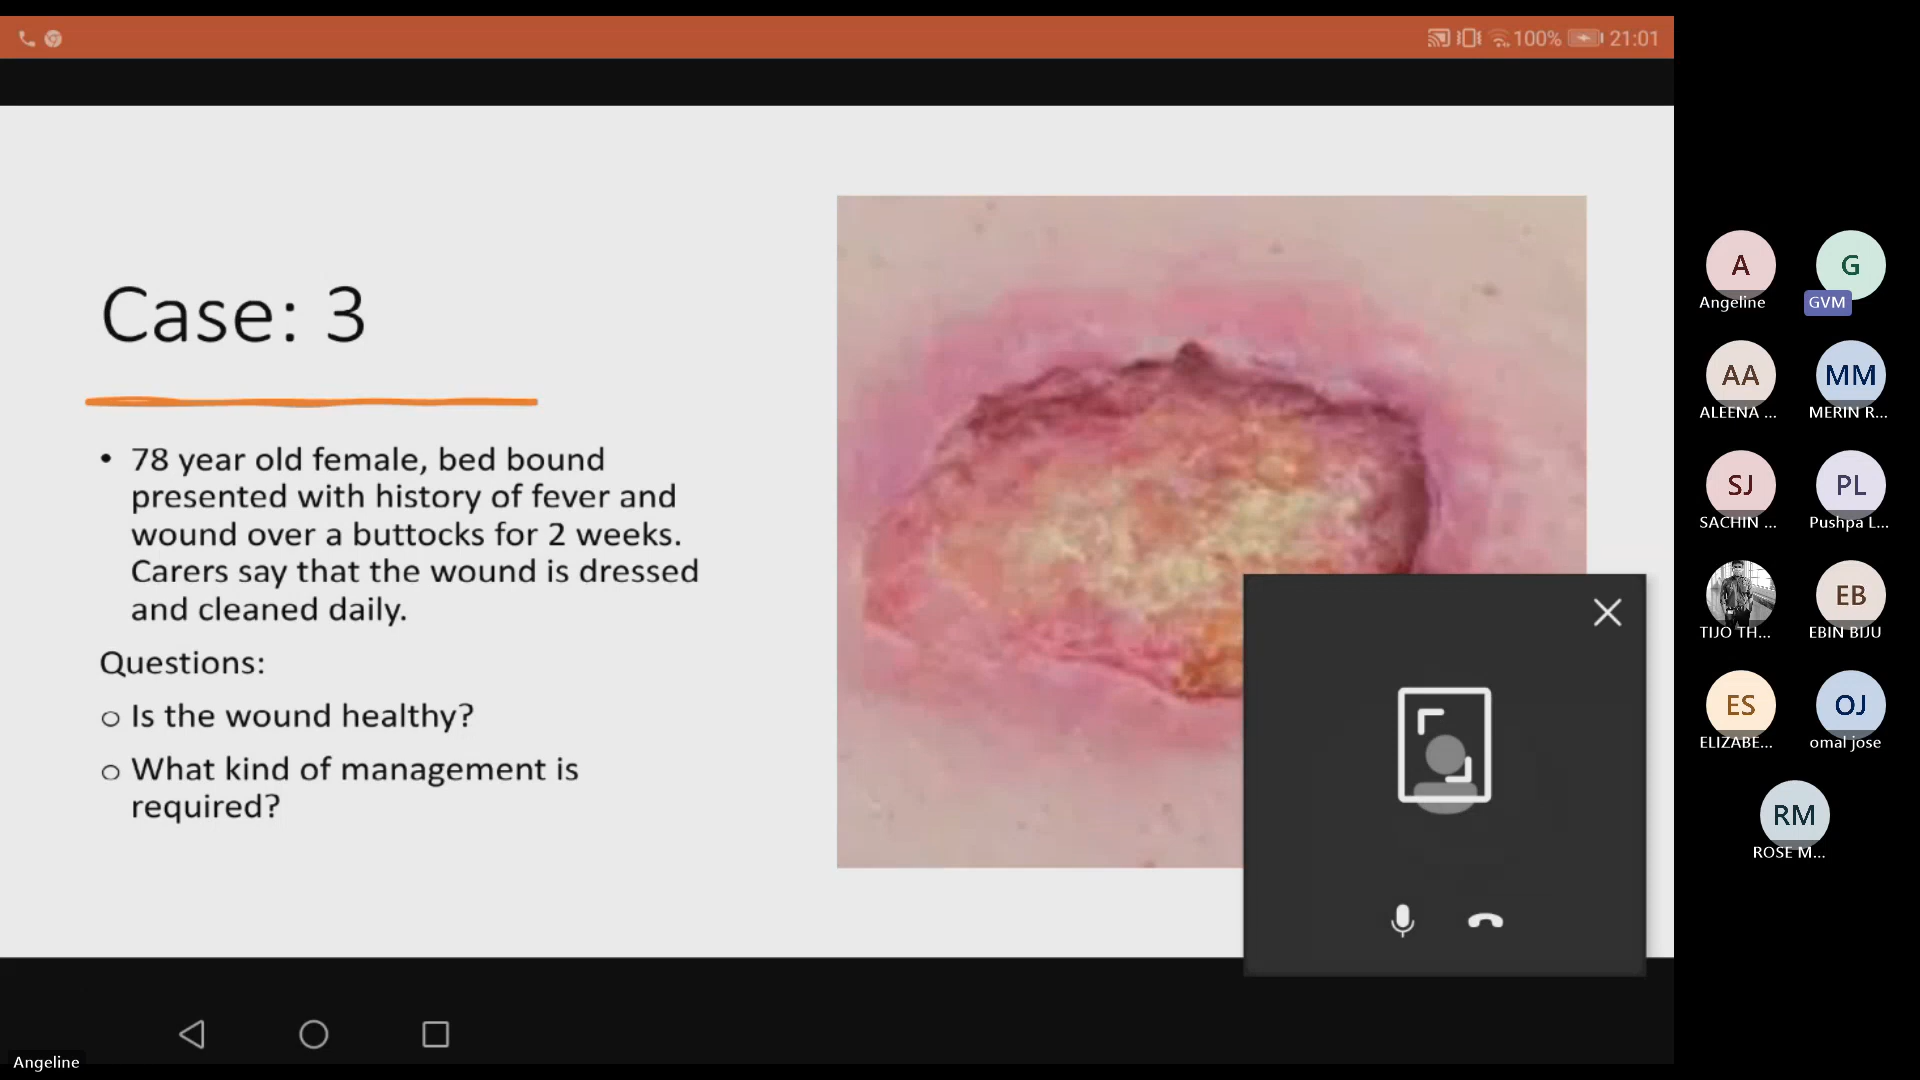 100% 21:01
Case: 3
• 78 year old female, bed bound
presented with history of fever and
wound over a buttocks for 2 weeks.
Carers say that the wound is dressed
and cleaned daily.
Questions:
o Is the wound healthy?
o What kind of management is
required?
A G
Angeline GVM
AA MM
ALEENA ... MERIN R...
SJ PL
SACHIN ... Pushpa L...
EB
TIJO TH... EBIN BIJU
ES OJ
ELIZABE... omal jose
RM
ROSE M...
Angeline